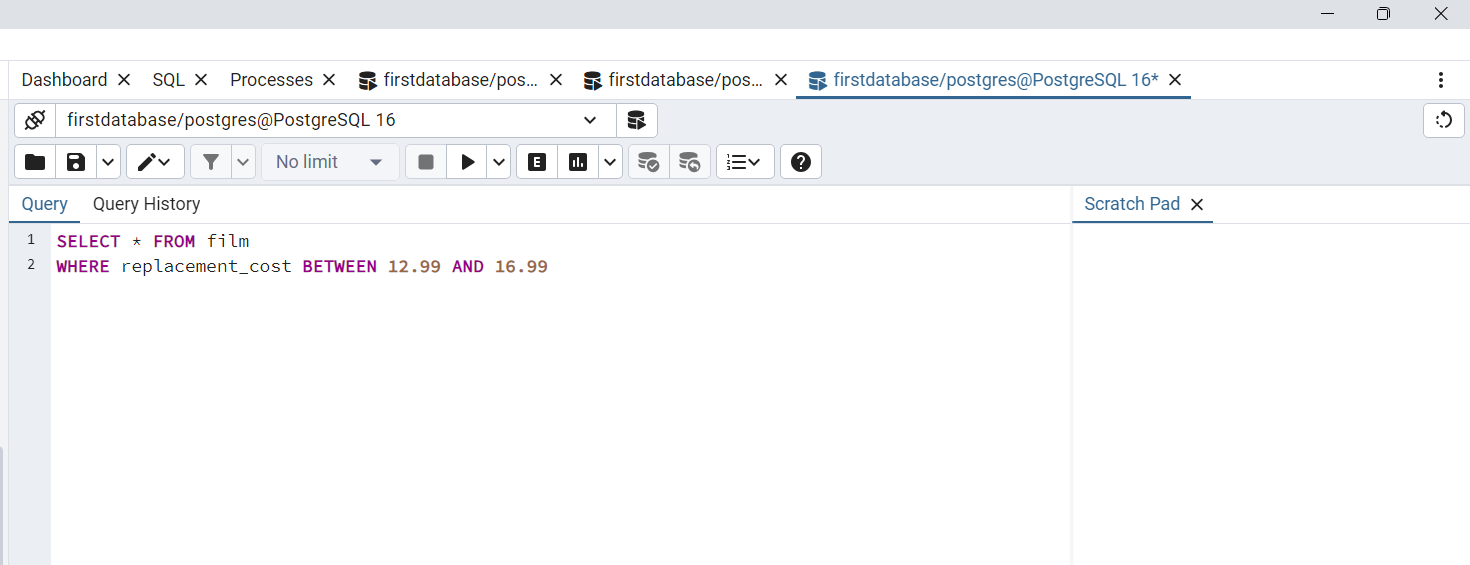 Dashboard SQL Processes firstdatabase/pos... firstdatabase/pos... firstdatabase/postgres@PostgreSQL 16*
firstdatabase/postgres@PostgreSQL 16
No limit E
Query Query History Scratch Pad
1 SELECT * FROM film
2 WHERE replacement_cost BETWEEN 12.99 AND 16.99